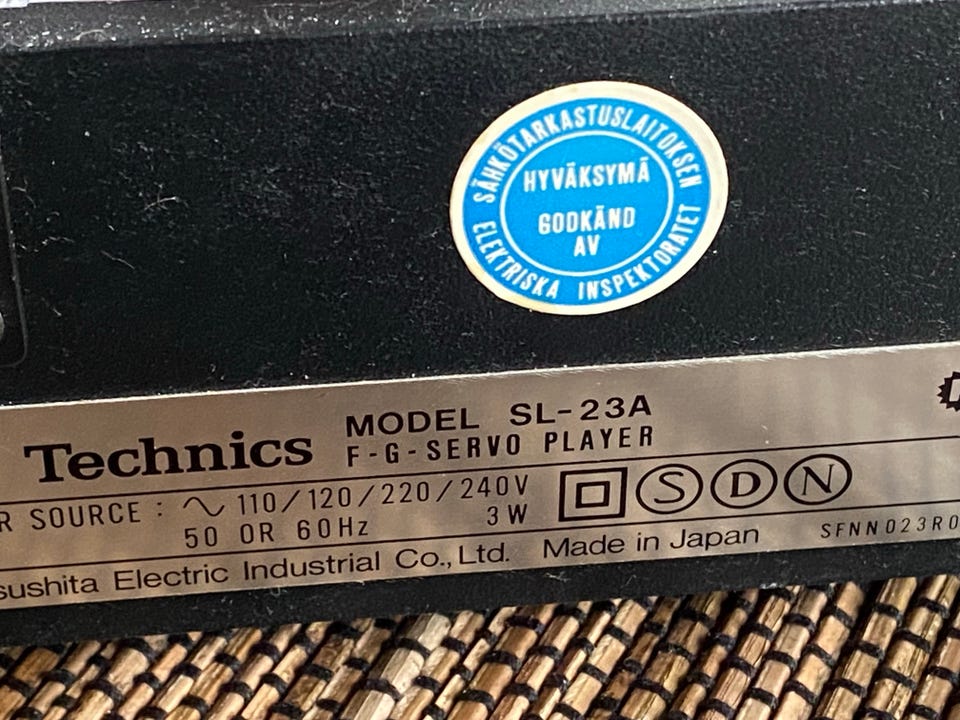 SÄHKÖTARKASTUSLAITOKSEN
HYVÄKSYMÄ
GODKÄND
AV
ELEKTRISKA INSPEKTORATET
Technics
MODEL SL-23A
F-G-SERVO PLAYER
R SOURCE : ~ 110/120/220/240V
50 OR 60Hz 3W
S D N
sushita Electric Industrial Co., Ltd. Made in Japan
SFNN023R0